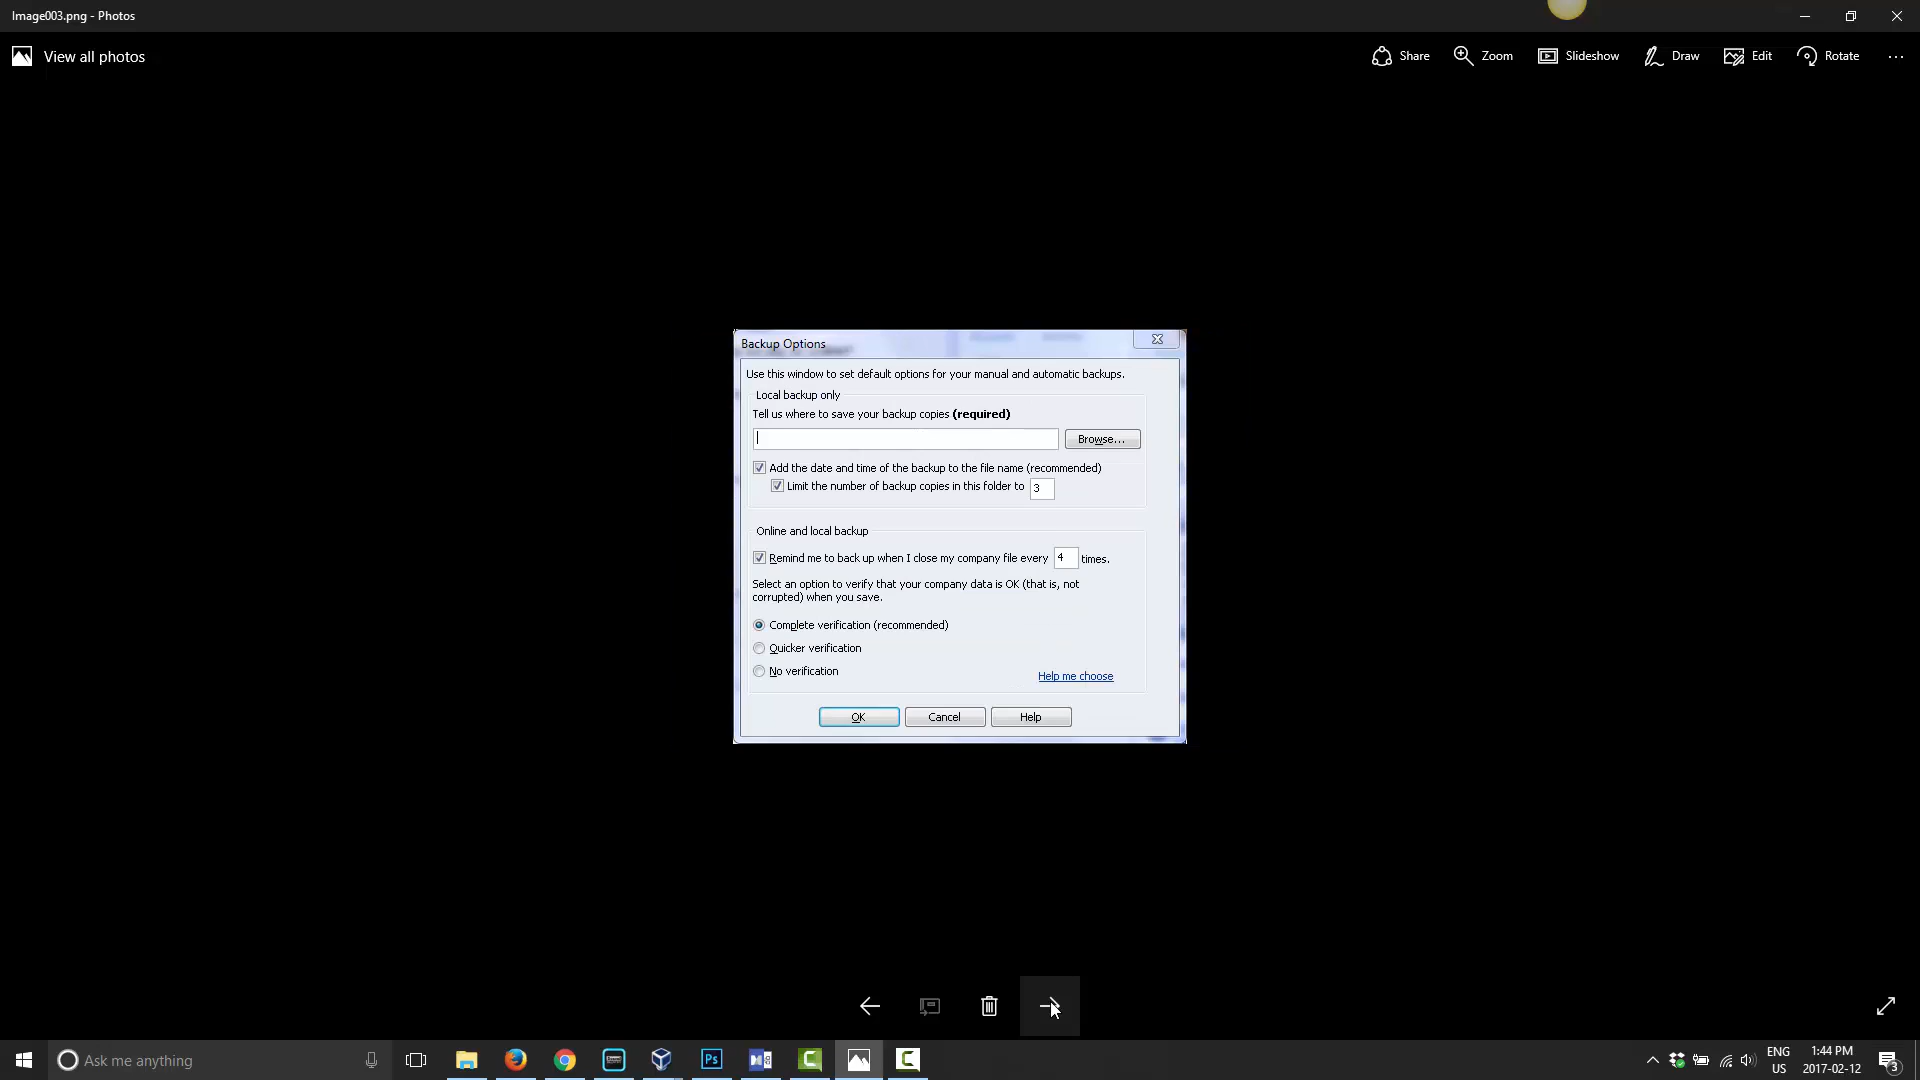 Image003.png - Photos
View all photos
Share
Zoom
Slideshow
Draw
Edit
Rotate
Backup Options
Use this window to set default options for your manual and automatic backups.
Local backup only
Tell us where to save your backup copies (required)
Browse...
Add the date and time of the backup to the file name (recommended)
Limit the number of backup copies in this folder to 3
Online and local backup
Remind me to back up when I close my company file every 4 times.
Select an option to verify that your company data is OK (that is, not
corrupted) when you save.
Complete verification (recommended)
Quicker verification
No verification
Help me choose
OK
Cancel
Help
Ask me anything
Ps
ENG
US
1:44 PM
2017-02-12
3